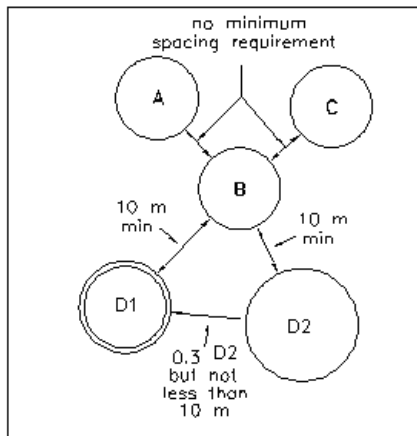 no minimum
spacing requirement
A
C
B
10 m
min
10 m
min
D1
D2
0.3 D2
but not
less than
10 m